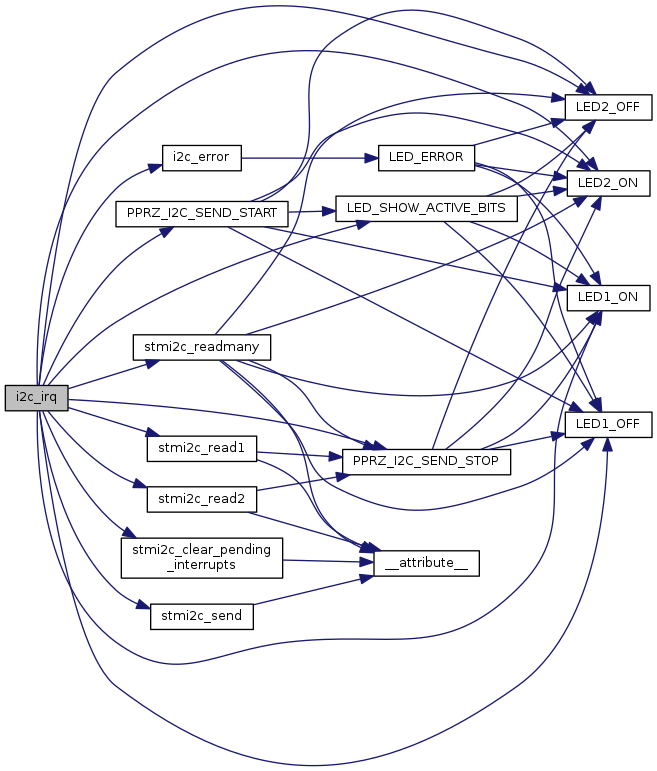 LED2_OFF
i2c_error
LED_ERROR
LED2_ON
PPRZ_I2C_SEND_START
LED_SHOW_ACTIVE_BITS
LED1_ON
stmi2c_readmany
i2c_irq
LED1_OFF
stmi2c_read1
PPRZ_I2C_SEND_STOP
stmi2c_read2
stmi2c_clear_pending
_interrupts
__attribute__
stmi2c_send